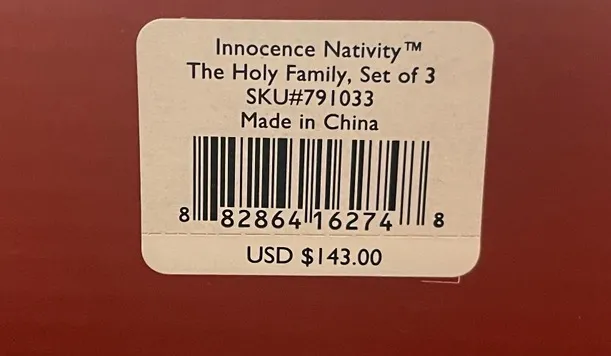 Innocence Nativity™
The Holy Family, Set of 3
SKU#791033
Made in China
8 82864 16274 8
USD $143.00